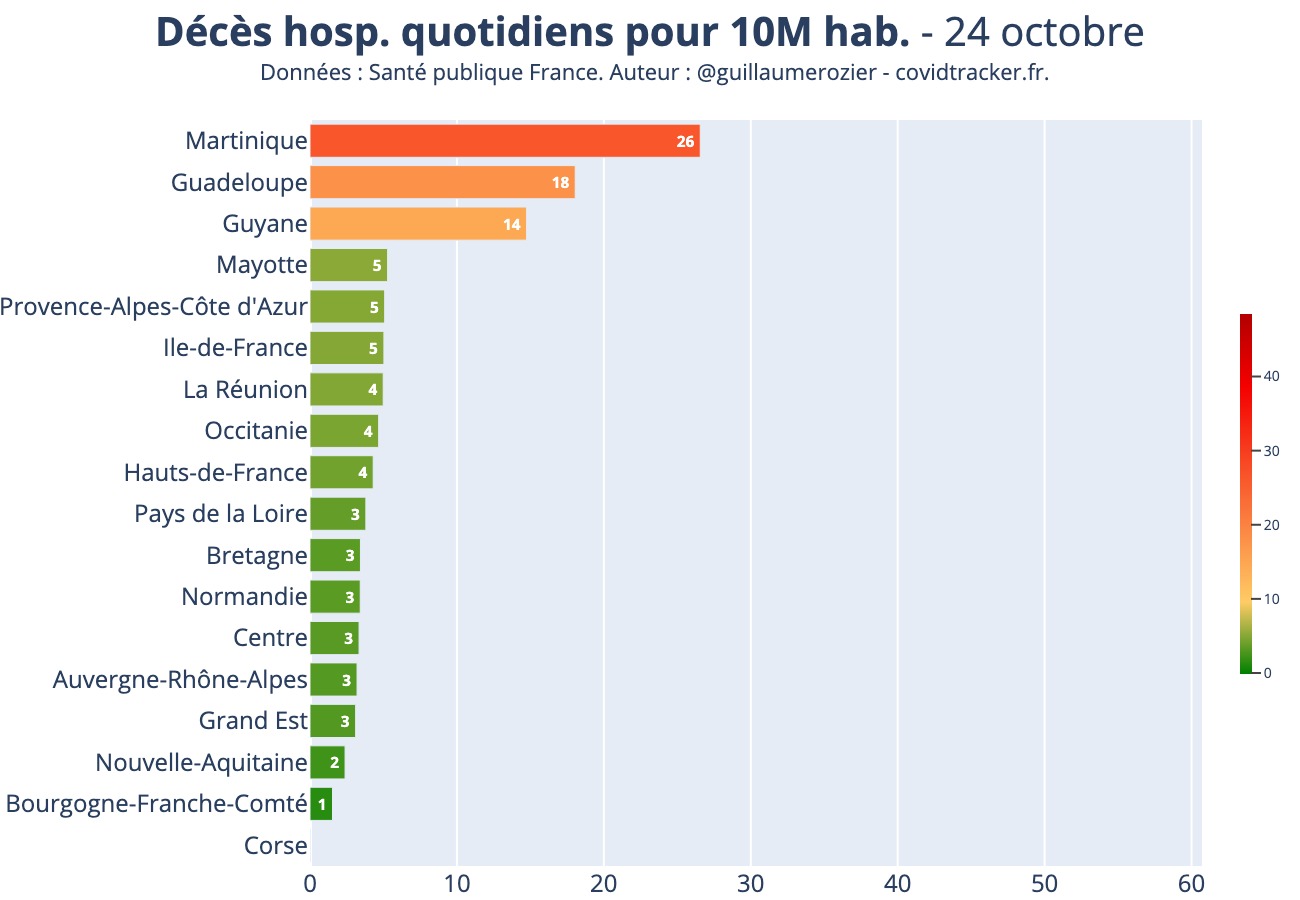 Décès hosp. quotidiens pour 10M hab. - 24 octobre
Données : Santé publique France. Auteur : @guillaumerozier - covidtracker.fr.
Martinique 26
Guadeloupe 18
Guyane 14
Mayotte 5
Provence-Alpes-Côte d'Azur 5
Ile-de-France 5
La Réunion 4
Occitanie 4
Hauts-de-France 4
Pays de la Loire 3
Bretagne 3
Normandie 3
Centre 3
Auvergne-Rhône-Alpes 3
Grand Est 3
Nouvelle-Aquitaine 2
Bourgogne-Franche-Comté 1
Corse
0 10 20 30 40 50 60
40
30
20
10
0